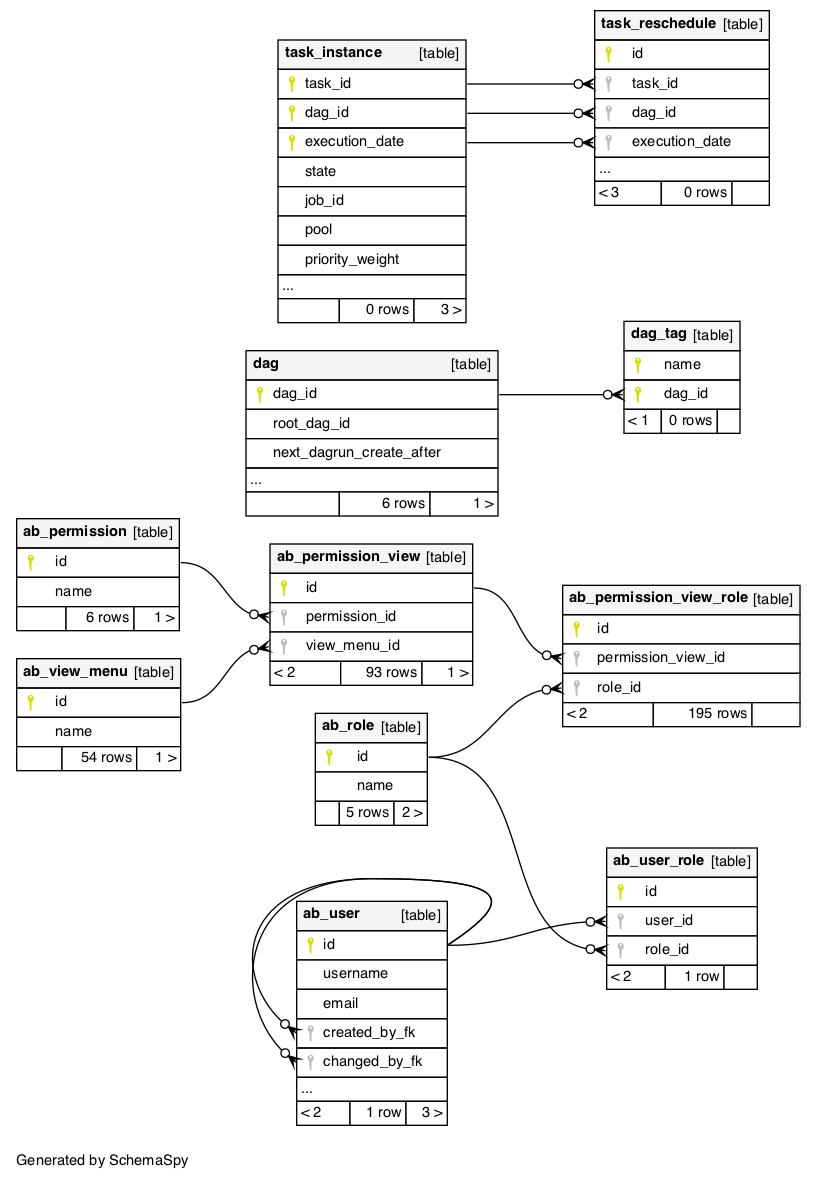 task_reschedule [table]
id
task_id
dag_id
execution_date
...
< 3 0 rows
task_instance [table]
task_id
dag_id
execution_date
state
job_id
pool
priority_weight
...
0 rows 3 >
dag_tag [table]
name
dag_id
< 1 0 rows
dag [table]
dag_id
root_dag_id
next_dagrun_create_after
...
6 rows 1 >
ab_permission [table]
id
name
6 rows 1 >
ab_permission_view [table]
id
permission_id
view_menu_id
< 2 93 rows 1 >
ab_permission_view_role [table]
id
permission_view_id
role_id
< 2 195 rows
ab_view_menu [table]
id
name
54 rows 1 >
ab_role [table]
id
name
5 rows 2 >
ab_user_role [table]
id
user_id
role_id
< 2 1 row
ab_user [table]
id
username
email
created_by_fk
changed_by_fk
...
< 2 1 row 3 >
Generated by SchemaSpy